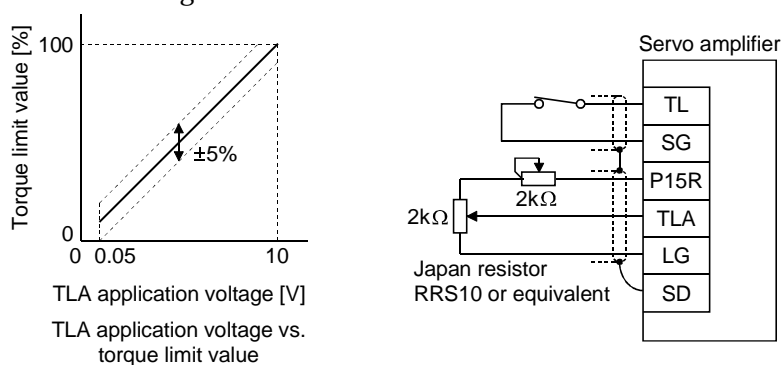 Torque limit value [%]
100
±5%
0
0 0.05
10
TLA application voltage [V]
TLA application voltage vs.
torque limit value
Servo amplifier
TL
SG
P15R
2kΩ
2kΩ
TLA
LG
Japan resistor
RRS10 or equivalent
SD